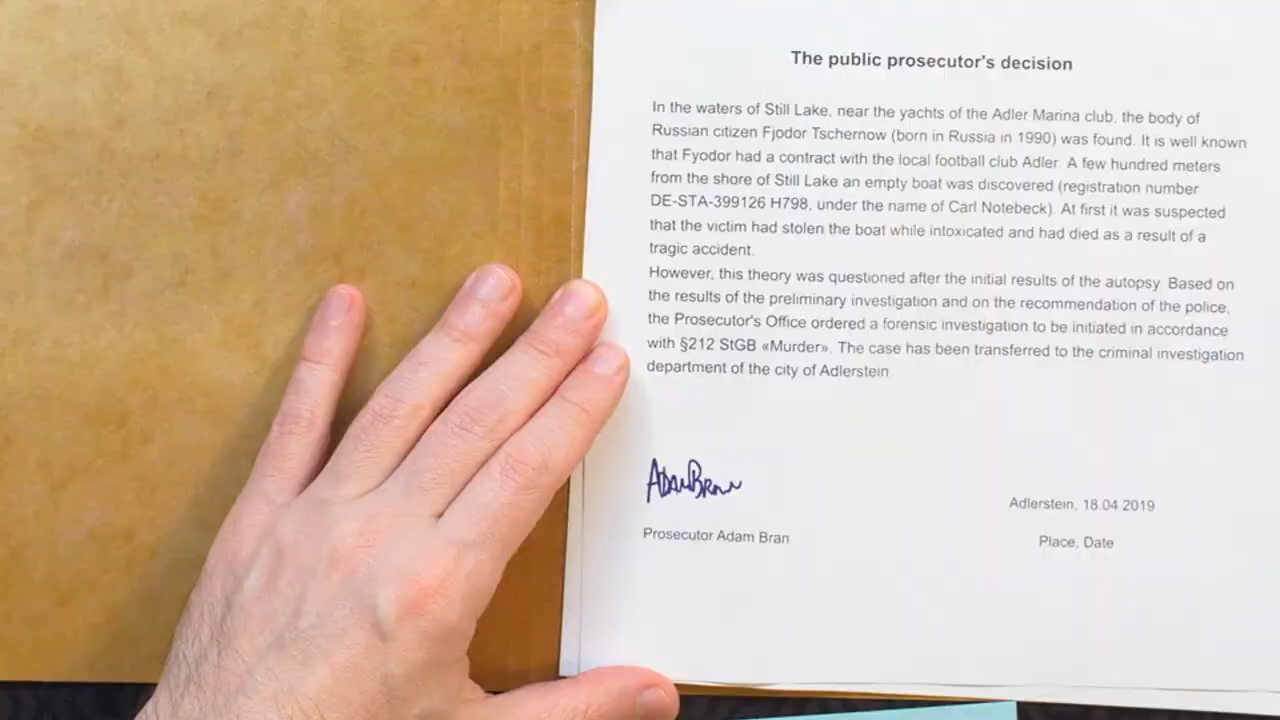 The public prosecutor's decision
In the waters of Still Lake, near the yachts of the Adler Marina club, the body of
Russian citizen Fjodor Tschernow (born in Russia in 1990) was found. It is well known
that Fyodor had a contract with the local football club Adler. A few hundred meters
from the shore of Still Lake an empty boat was discovered (registration number
DE-STA-399126 H798, under the name of Carl Notebeck). At first it was suspected
that the victim had stolen the boat while intoxicated and had died as a result of a
tragic accident.
However, this theory was questioned after the initial results of the autopsy. Based on
the results of the preliminary investigation and on the recommendation of the police,
the Prosecutor's Office ordered a forensic investigation to be initiated in accordance
with §212 StGB «Murder». The case has been transferred to the criminal investigation
department of the city of Adlerstein.
Adam Bran
Adlerstein, 18.04 2019
Prosecutor Adam Bran
Place, Date